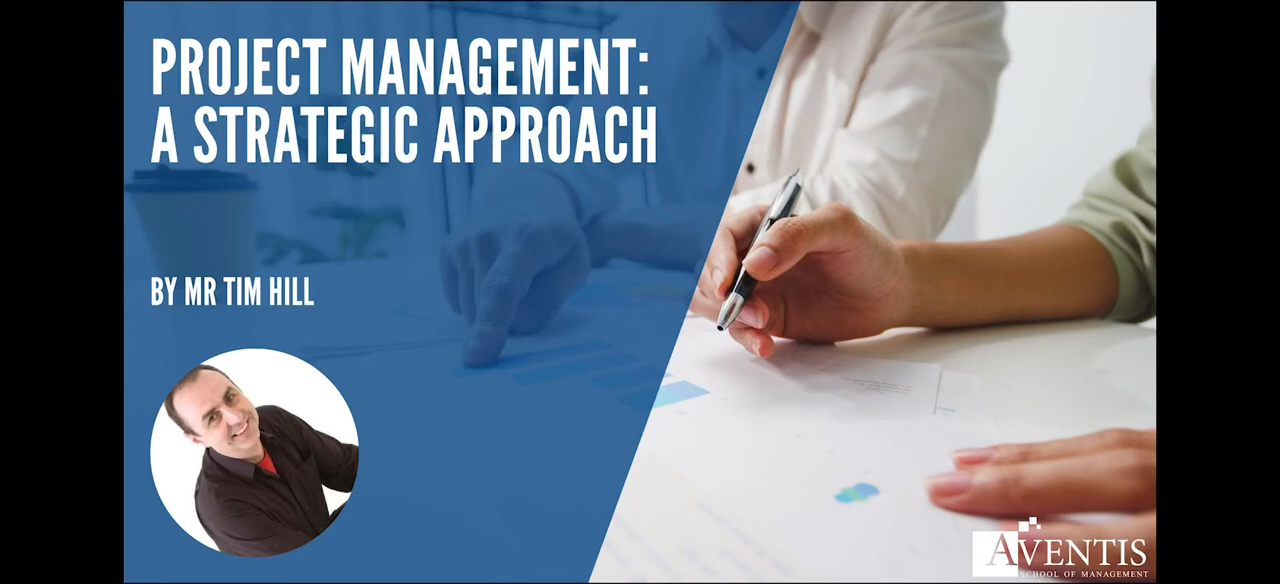 PROJECT MANAGEMENT:
A STRATEGIC APPROACH
BY MR TIM HILL
AVENTIS
SCHOOL OF MANAGEMENT